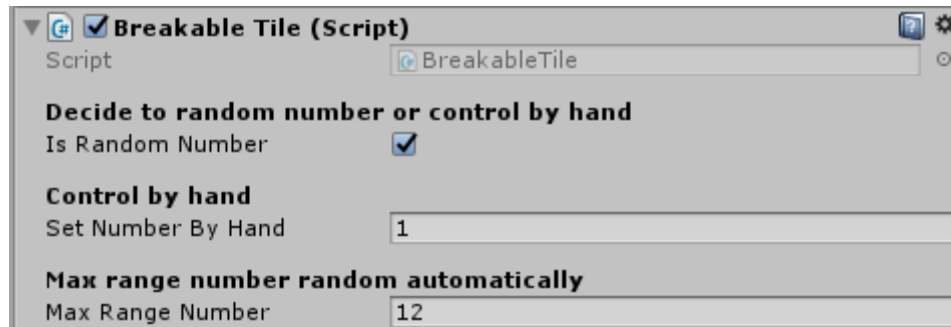 Breakable Tile (Script)
Script BreakableTile
Decide to random number or control by hand
Is Random Number
Control by hand
Set Number By Hand 1
Max range number random automatically
Max Range Number 12